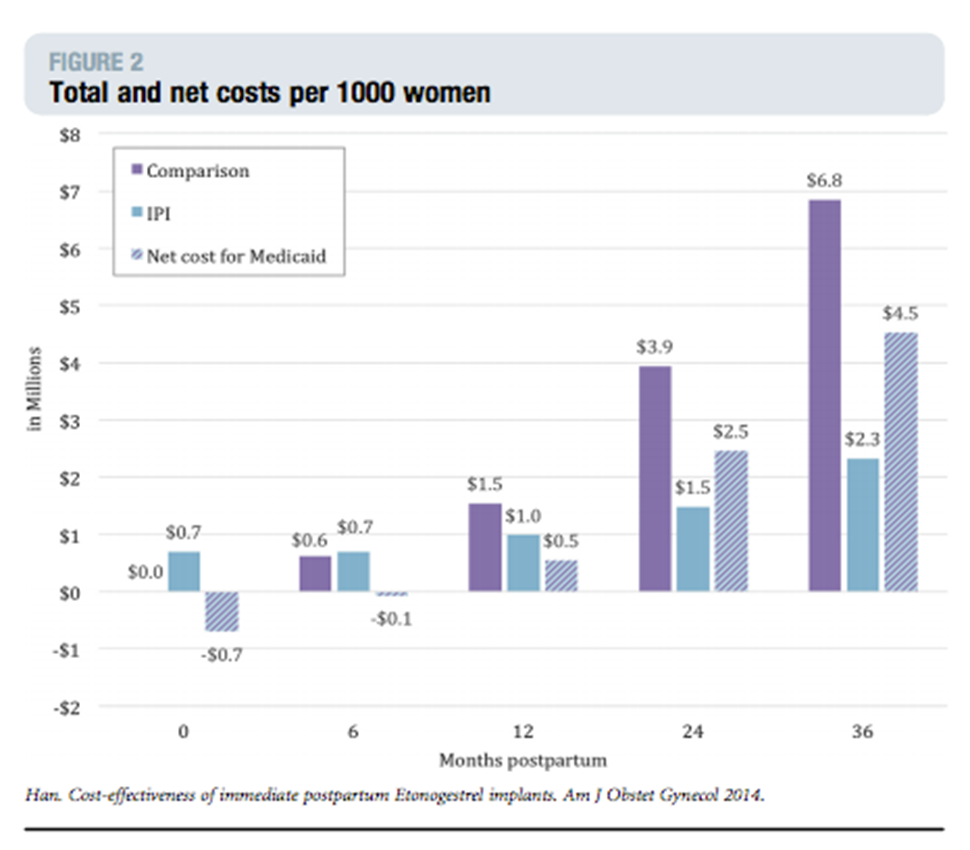 FIGURE 2
Total and net costs per 1000 women
$8
$7
$6
$5
$4
$3
$2
$1
$0
-$1
-$2
in Millions
Comparison
IPI
Net cost for Medicaid
$0.0
$0.7
-$0.7
$0.6
$0.7
-$0.1
$1.5
$1.0
$0.5
$3.9
$1.5
$2.5
$6.8
$2.3
$4.5
0 6 12 24 36
Months postpartum
Han. Cost-effectiveness of immediate postpartum Etonogestrel implants. Am J Obstet Gynecol 2014.